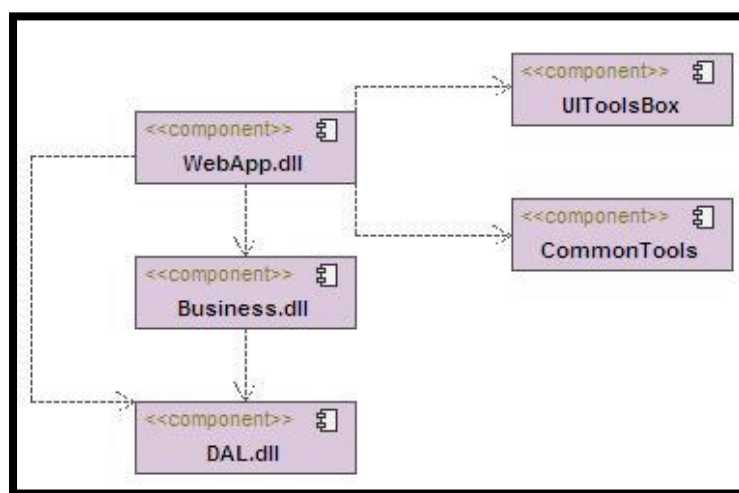 <<component>>
UIToolsBox
<<component>>
WebApp.dll
<<component>>
CommonTools
<<component>>
Business.dll
<<component>>
DAL.dll